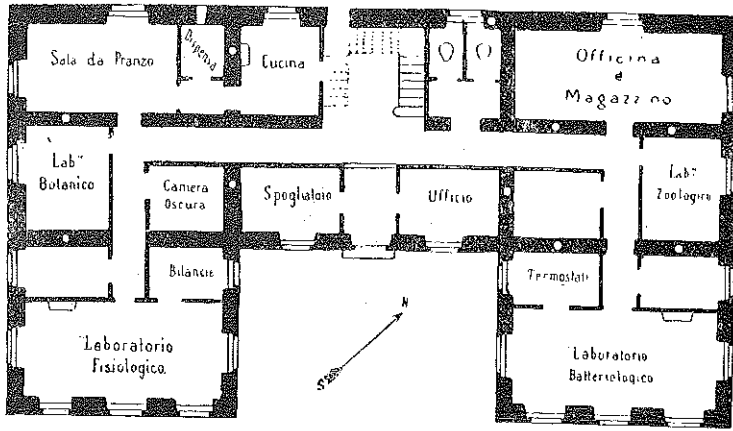 Sala da Pranzo
Dispensa
Cucina
Officina
e
Magazzino
Lab.º
Botanico
Camera
Oscura
Spogliatoio
Ufficio
Lab.º
Zoologico
Bilancie
Termostati
Laboratorio
Fisiologico
N
S
Laboratorio
Batteriologico